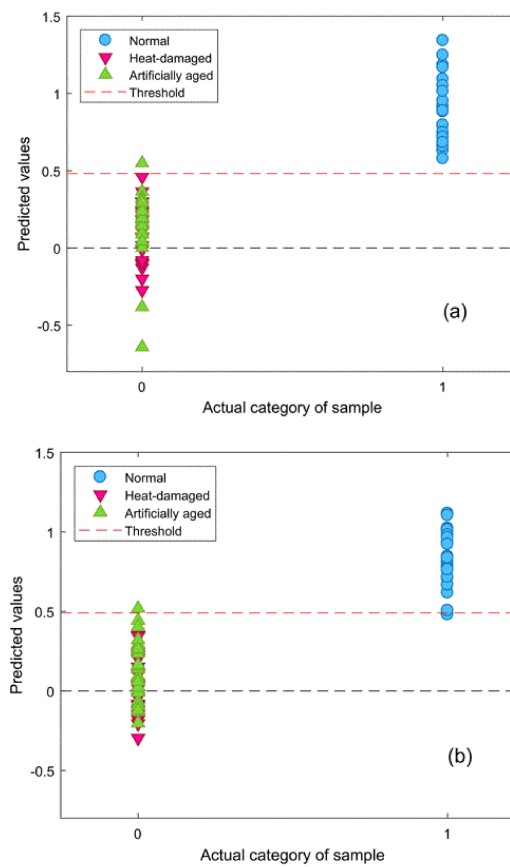 1.5
Normal
Heat-damaged
Artificially aged
Threshold
1
0.5
0
-0.5
Predicted values
(a)
0 1
Actual category of sample
1.5
Normal
Heat-damaged
Artificially aged
Threshold
1
0.5
0
-0.5
Predicted values
(b)
0 1
Actual category of sample